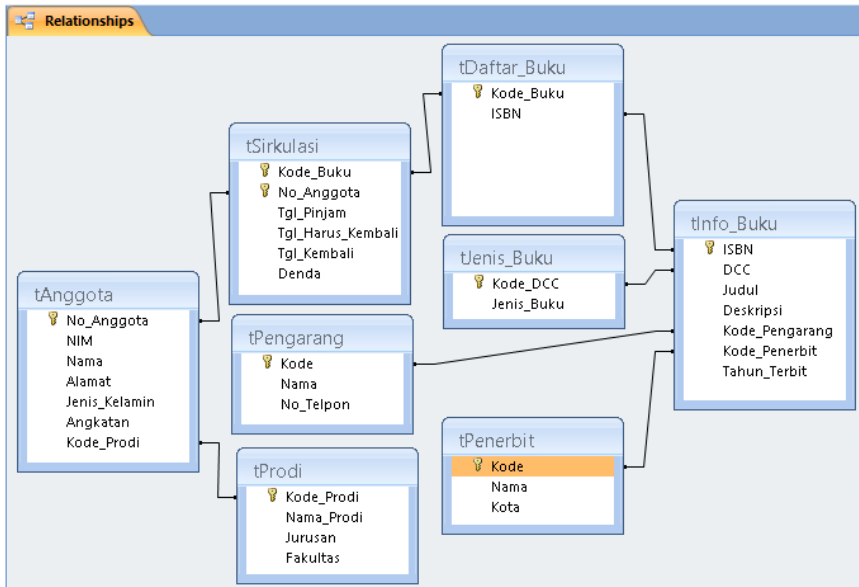 Relationships
tDaftar_Buku
Kode_Buku
ISBN
tSirkulasi
Kode_Buku
No_Anggota
Tgl_Pinjam
Tgl_Harus_Kembali
Tgl_Kembali
Denda
tInfo_Buku
ISBN
DCC
Judul
Deskripsi
Kode_Pengarang
Kode_Penerbit
Tahun_Terbit
tJenis_Buku
Kode_DCC
Jenis_Buku
tAnggota
No_Anggota
NIM
Nama
Alamat
Jenis_Kelamin
Angkatan
Kode_Prodi
tPengarang
Kode
Nama
No_Telpon
tPenerbit
Kode
Nama
Kota
tProdi
Kode_Prodi
Nama_Prodi
Jurusan
Fakultas